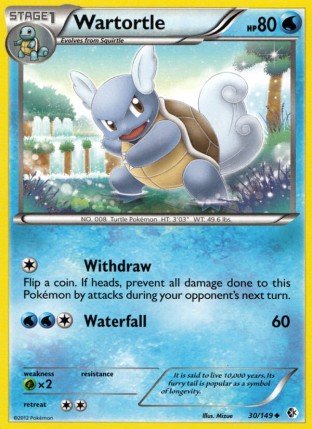 STAGE1
Wartortle
HP80
Evolves from Squirtle
NO. 008 Turtle Pokémon HT: 3'03" WT: 49.6 lbs.
Withdraw
Flip a coin. If heads, prevent all damage done to this
Pokémon by attacks during your opponent's next turn.
Waterfall 60
weakness resistance
×2
retreat
It is said to live 10,000 years. Its
furry tail is popular as a symbol
of longevity.
©2012 Pokémon
Illus. Mizue
30/149